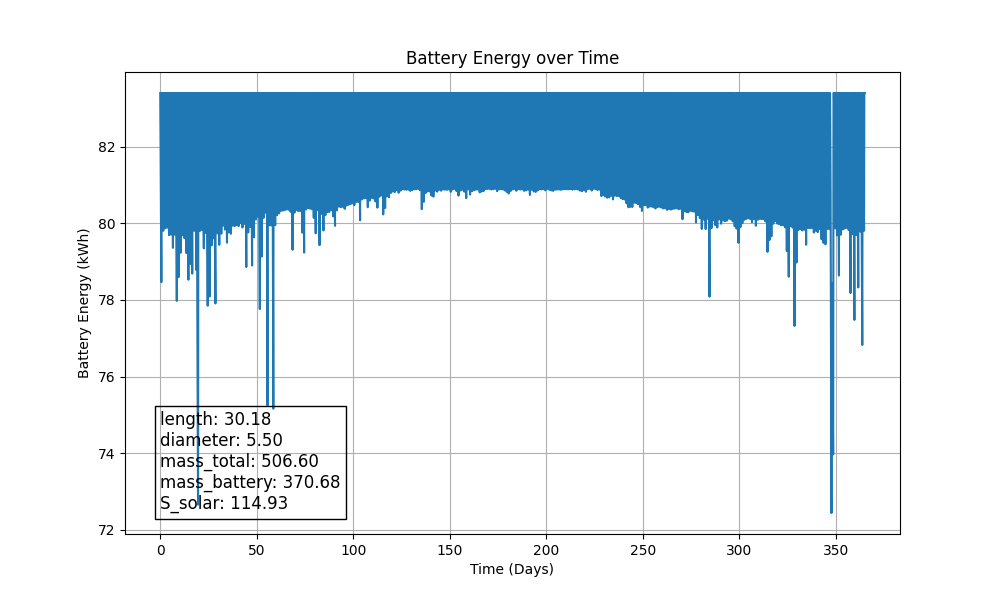 Battery Energy over Time
Battery Energy (kWh)
82
80
78
76
74
72
length: 30.18
diameter: 5.50
mass_total: 506.60
mass_battery: 370.68
S_solar: 114.93
0 50 100 150 200 250 300 350
Time (Days)